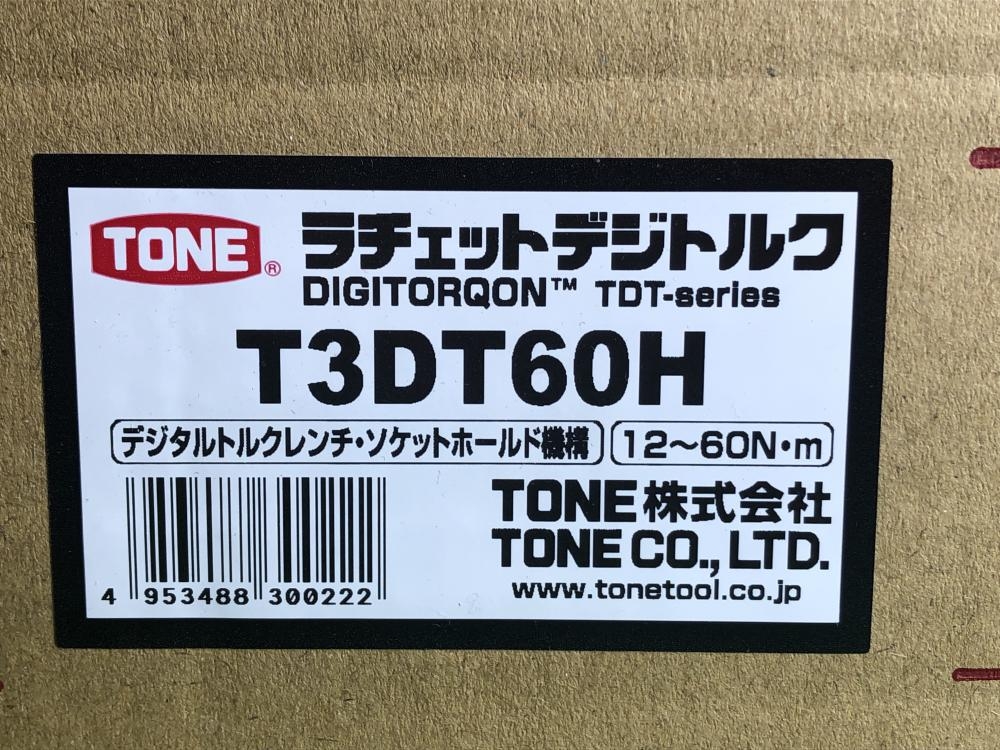 TONE® ラチェットデジトルク
DIGITORQON™ TDT-series
T3DT60H
デジタルトルクレンチ・ソケットホールド機構 12～60N・m
TONE株式会社
TONE CO., LTD.
www.tonetool.co.jp
4 953488 300222